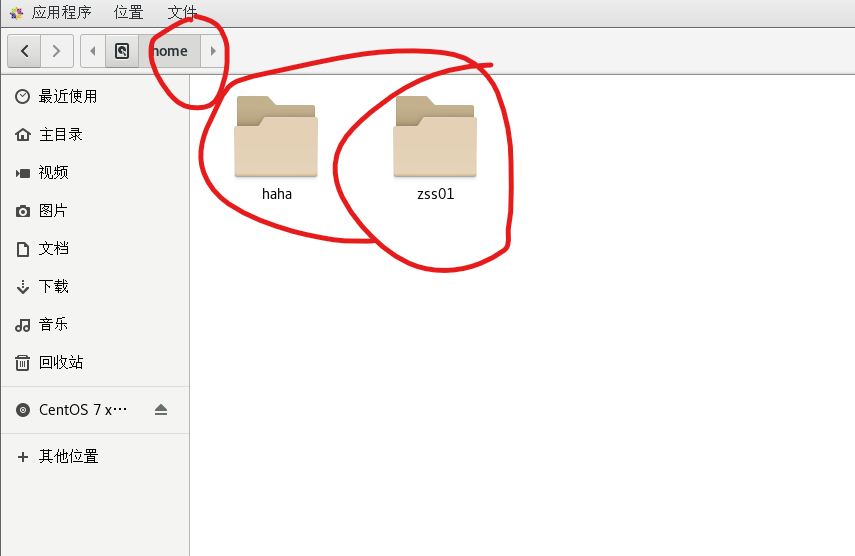 应用程序 位置 文件
home
最近使用
主目录
视频
图片
文档
下载
音乐
回收站
CentOS 7 x···
其他位置
haha zss01